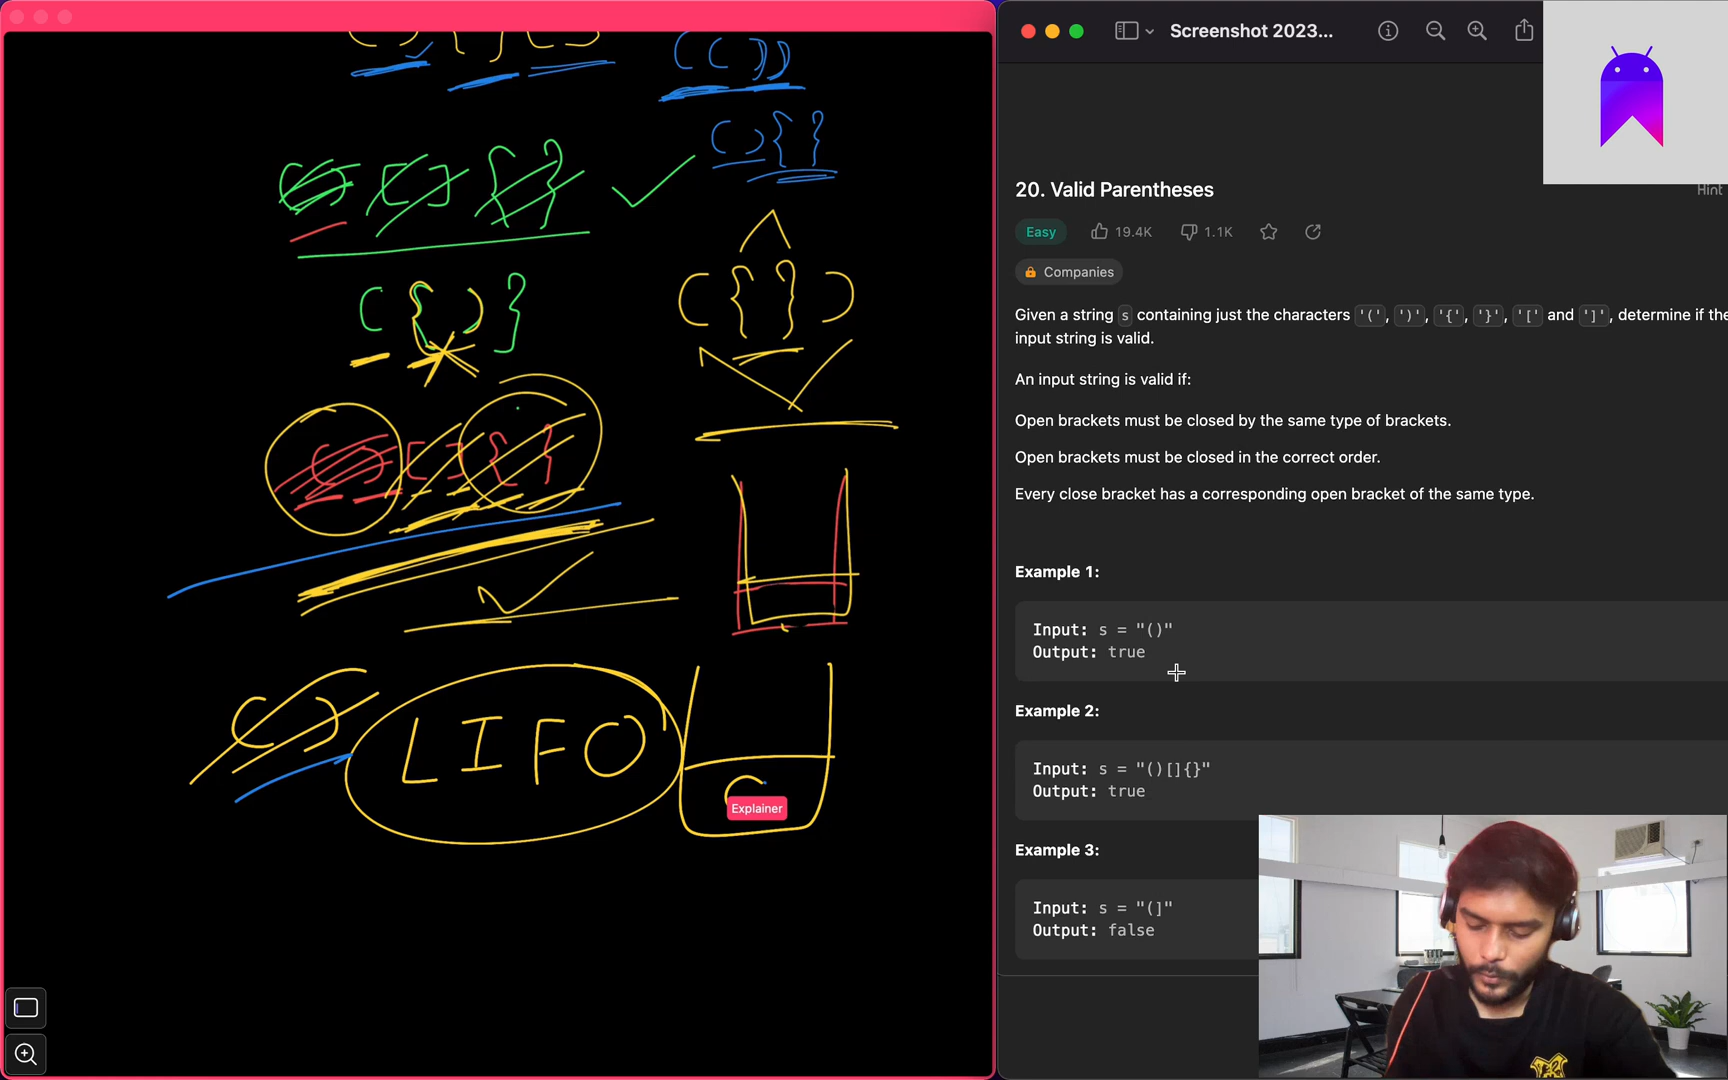 ( ) [ ] ( )
( ( ) )
( ) { }
( ) [ ] { }
( { ) }
( { } )
( ) [ ] { }
( ) LIFO
Explainer
Screenshot 2023...
20. Valid Parentheses
Hint
Easy 19.4K 1.1K
Companies
Given a string s containing just the characters '(', ')', '{', '}', '[' and ']', determine if the
input string is valid.
An input string is valid if:
Open brackets must be closed by the same type of brackets.
Open brackets must be closed in the correct order.
Every close bracket has a corresponding open bracket of the same type.
Example 1:
Input: s = "()"
Output: true
Example 2:
Input: s = "()[]{}"
Output: true
Example 3:
Input: s = "(]"
Output: false